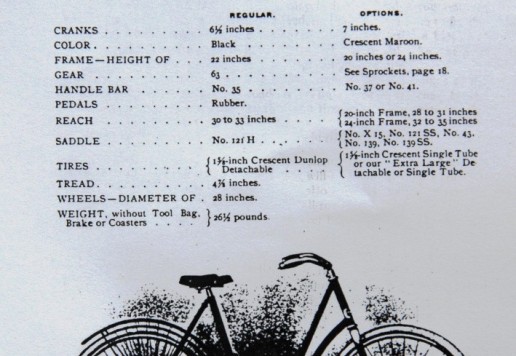 REGULAR. OPTIONS.
CRANKS . . . . . . . . . . 6½ inches . . . . . . . . 7 inches.
COLOR . . . . . . . . . . . Black . . . . . . . . . . Crescent Maroon.
FRAME—HEIGHT OF . . . . 22 inches . . . . . . . . 20 inches or 24 inches.
GEAR . . . . . . . . . . . 63 . . . . . . . . . . . . See Sprockets, page 18.
HANDLE BAR . . . . . . . . No. 35 . . . . . . . . . No. 37 or No. 41.
PEDALS . . . . . . . . . . Rubber.
REACH . . . . . . . . . . 30 to 33 inches . . . . . { 20-inch Frame, 28 to 31 inches
{ 24-inch Frame, 32 to 35 inches
SADDLE . . . . . . . . . . No. 121 H . . . . . . . { No. X 15, No. 121 SS, No. 43,
{ No. 139, No. 139 SS.
TIRES . . . . . . . . . . { 1⅝-inch Crescent Dunlop Detachable . . . . .
{ 1⅝-inch Crescent Single Tube
or our "Extra Large" De-
tachable or Single Tube.
TREAD . . . . . . . . . . 4⅞ inches.
WHEELS—DIAMETER OF . 28 inches.
WEIGHT, without Tool Bag,
Brake or Coasters . . . . } 26½ pounds.